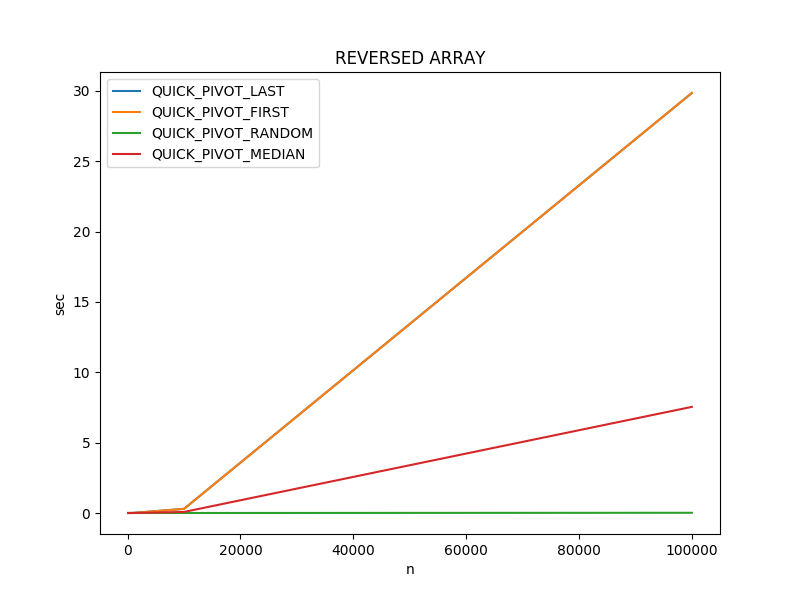 REVERSED ARRAY
QUICK_PIVOT_LAST
QUICK_PIVOT_FIRST
QUICK_PIVOT_RANDOM
QUICK_PIVOT_MEDIAN
30
25
20
15
10
5
0
sec
0 20000 40000 60000 80000 100000
n